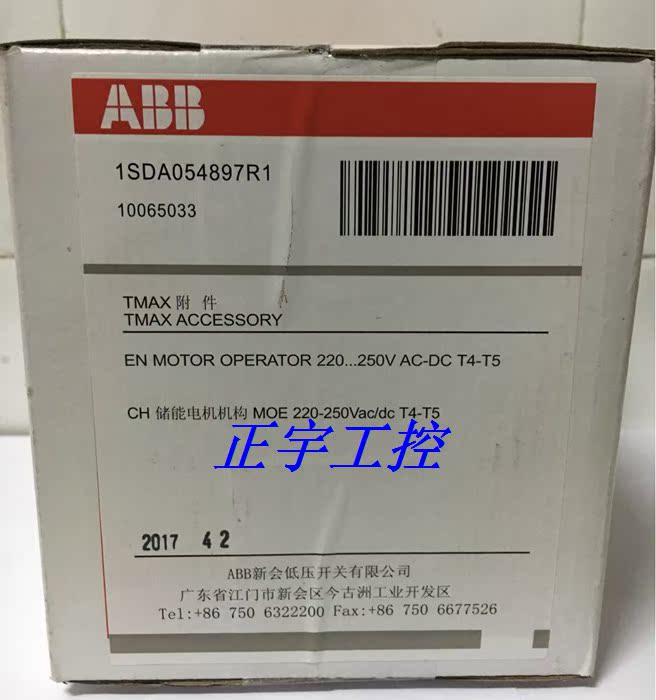 ABB
1SDA054897R1
10065033
TMAX 附 件
TMAX ACCESSORY
EN MOTOR OPERATOR 220...250V AC-DC T4-T5
CH 储能电机机构 MOE 220-250Vac/dc T4-T5
正宇工控
2017 42
ABB新会低压开关有限公司
广东省江门市新会区今古洲工业开发区
Tel:+86 750 6322200 Fax:+86 750 6677526